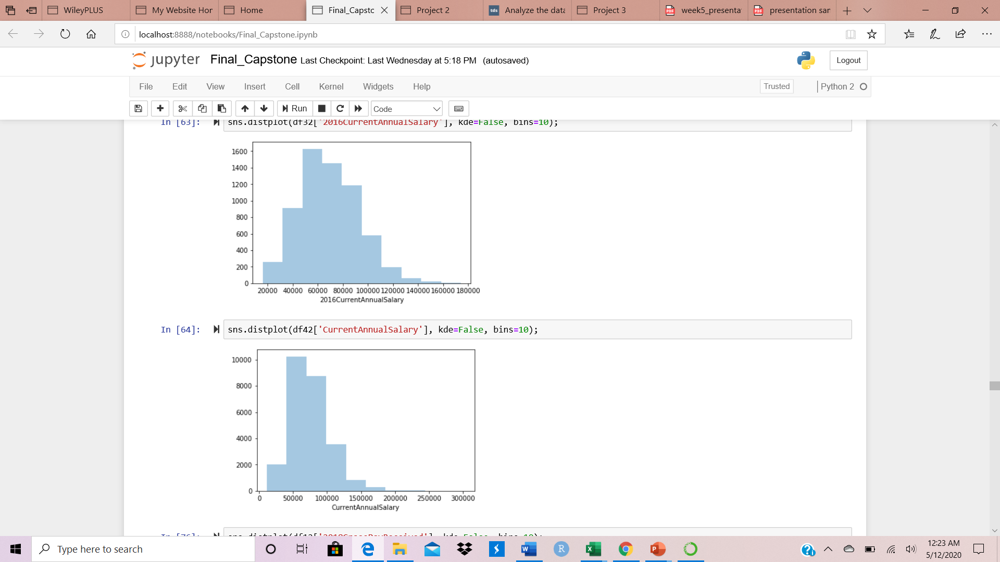 WileyPLUS
My Website Hor
Home
Final_Capstc
Project 2
tds Analyze the data
Project 3
PDF week5_presenta
PDF presentation sar
localhost:8888/notebooks/Final_Capstone.ipynb
jupyter Final_Capstone Last Checkpoint: Last Wednesday at 5:18 PM (autosaved)
Logout
File Edit View Insert Cell Kernel Widgets Help
Trusted
Python 2
Run
Code
In [63]: sns.distplot(df32['2016CurrentAnnualSalary'], kde=False, bins=10);
1600
1400
1200
1000
800
600
400
200
0
20000 40000 60000 80000 100000 120000 140000 160000 180000
2016CurrentAnnualSalary
In [64]: sns.distplot(df42['CurrentAnnualSalary'], kde=False, bins=10);
10000
8000
6000
4000
2000
0
0 50000 100000 150000 200000 250000 300000
CurrentAnnualSalary
In [76]: sns.distplot(df12['2018GrossPayReceived'], kde=False, bins=10);
Type here to search
12:23 AM
5/12/2020